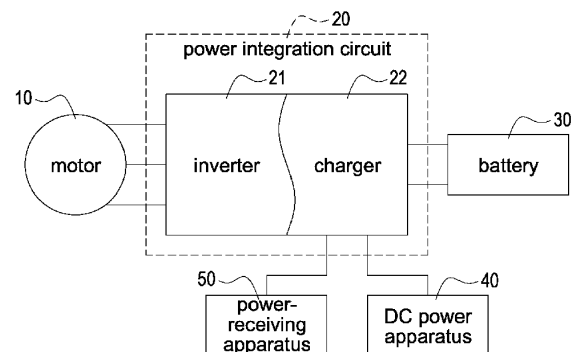 20
power integration circuit
21
22
10
30
motor
inverter
charger
battery
50
40
power-
receiving
apparatus
DC power
apparatus